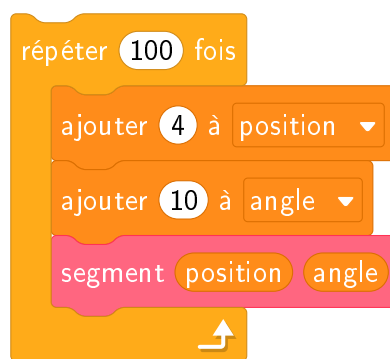 répéter 100 fois
ajouter 4 à position
ajouter 10 à angle
segment position angle